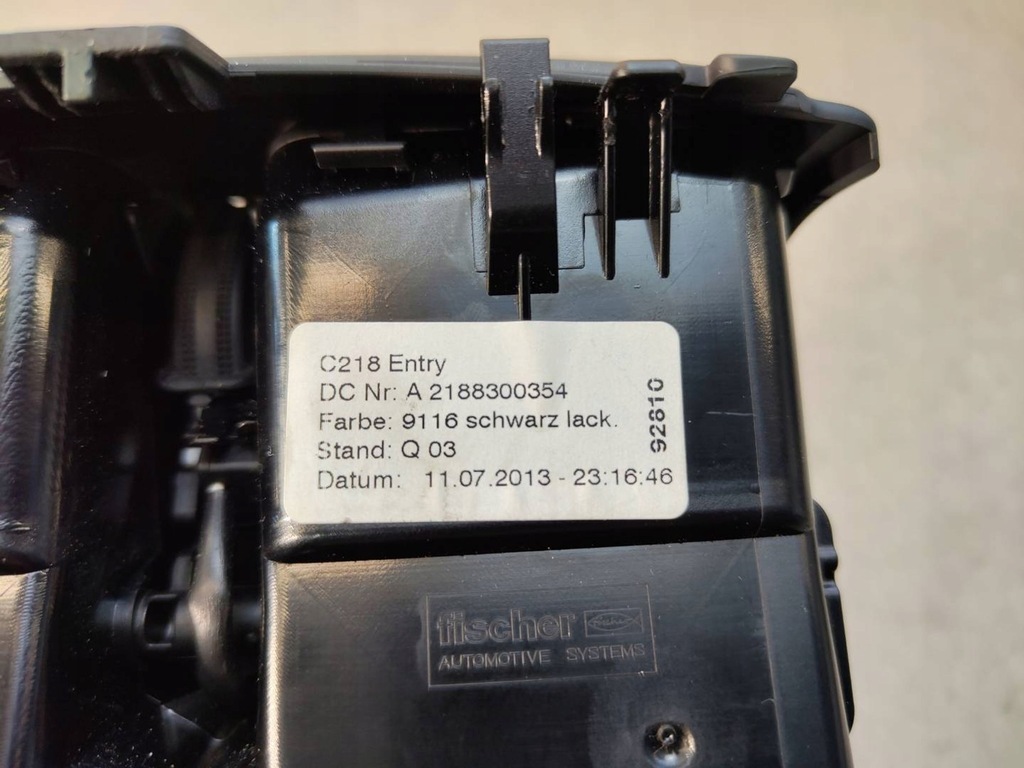 C218 Entry
DC Nr: A 2188300354
Farbe: 9116 schwarz lack.
Stand: Q 03
Datum: 11.07.2013 - 23:16:46
92610
fischer
AUTOMOTIVE SYSTEMS